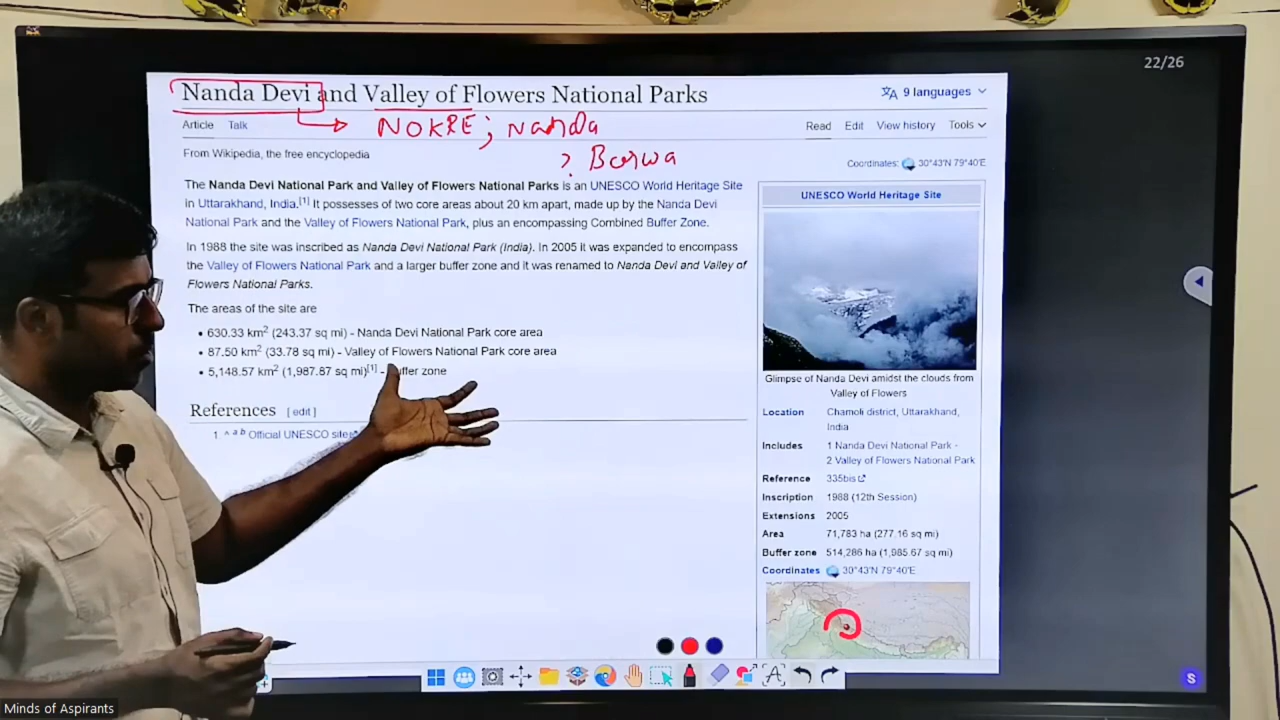 22/26
Nanda Devi and Valley of Flowers National Parks
9 languages
Article Talk
NOKRE; Nanda
Read Edit View history Tools
From Wikipedia, the free encyclopedia
? Barwa
Coordinates: 30°43′N 79°40′E
The Nanda Devi National Park and Valley of Flowers National Parks is an UNESCO World Heritage Site
in Uttarakhand, India.[1] It possesses of two core areas about 20 km apart, made up by the Nanda Devi
National Park and the Valley of Flowers National Park, plus an encompassing Combined Buffer Zone.
In 1988 the site was inscribed as Nanda Devi National Park (India). In 2005 it was expanded to encompass
the Valley of Flowers National Park and a larger buffer zone and it was renamed to Nanda Devi and Valley of
Flowers National Parks.
The areas of the site are
• 630.33 km2 (243.37 sq mi) - Nanda Devi National Park core area
• 87.50 km2 (33.78 sq mi) - Valley of Flowers National Park core area
• 5,148.57 km2 (1,987.87 sq mi)[1] - Buffer zone
References [ edit ]
1. ^ a b Official UNESCO site
UNESCO World Heritage Site
Glimpse of Nanda Devi amidst the clouds from
Valley of Flowers
Location Chamoli district, Uttarakhand,
India
Includes 1 Nanda Devi National Park -
2 Valley of Flowers National Park
Reference 335bis
Inscription 1988 (12th Session)
Extensions 2005
Area 71,783 ha (277.16 sq mi)
Buffer zone 514,286 ha (1,985.67 sq mi)
Coordinates 30°43′N 79°40′E
S
Minds of Aspirants